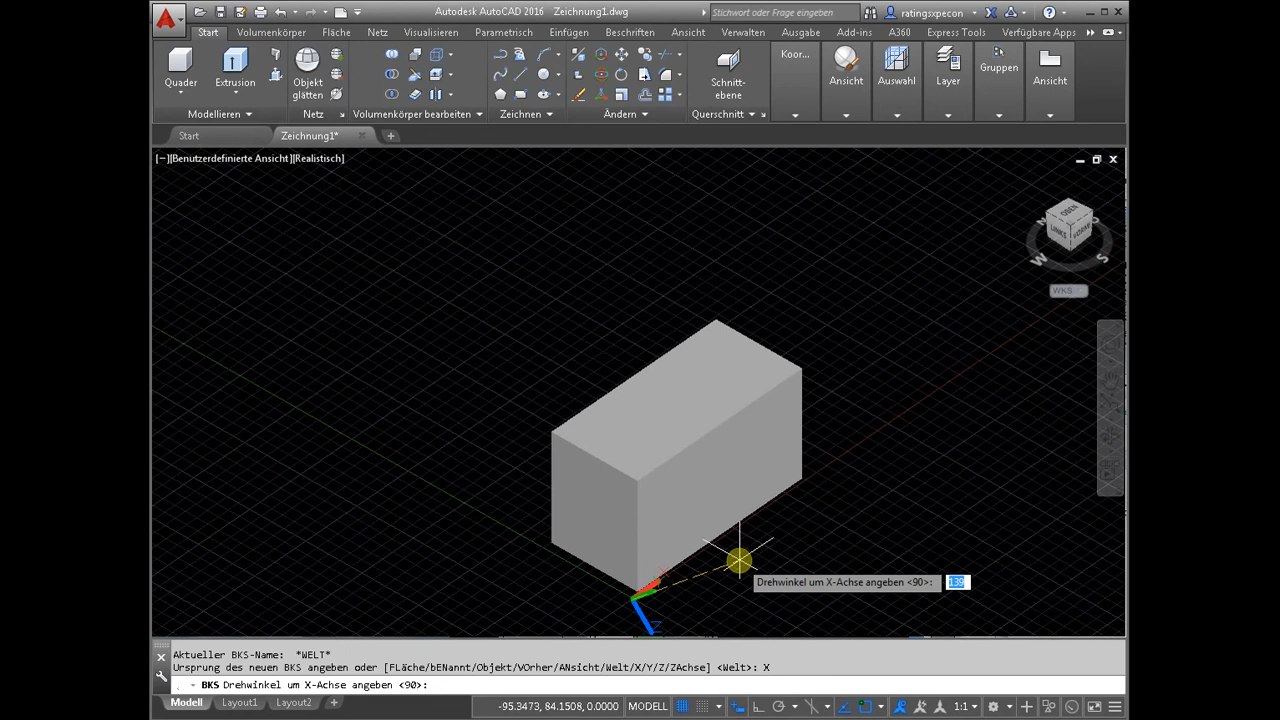 Autodesk AutoCAD 2016 Zeichnung1.dwg
Stichwort oder Frage eingeben
ratingsxpecon
Start Volumenkörper Fläche Netz Visualisieren Parametrisch Einfügen Beschriften Ansicht Verwalten Ausgabe Add-ins A360 Express Tools Verfügbare Apps
Quader
Extrusion
Objekt
glätten
Schnitt-
ebene
Koor...
Ansicht
Auswahl
Layer
Gruppen
Ansicht
Modellieren Netz Volumenkörper bearbeiten Zeichnen Ändern Querschnitt
Start Zeichnung1*
[−][Benutzerdefinierte Ansicht][Realistisch]
OBEN
LINKS
W
S
WKS
Drehwinkel um X-Achse angeben <90>: 139
X
Z
Aktueller BKS-Name: *WELT*
Ursprung des neuen BKS angeben oder [FLäche/bENannt/Objekt/VOrher/ANsicht/Welt/X/Y/Z/ZAchse] <Welt>: X
BKS Drehwinkel um X-Achse angeben <90>:
Modell Layout1 Layout2
-95.3473, 84.1508, 0.0000 MODELL 1:1